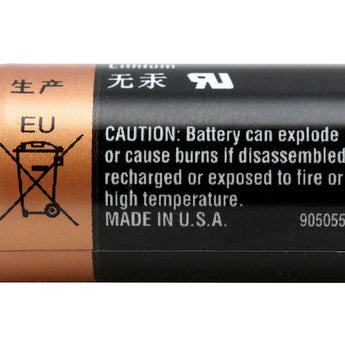 Lithium
生产
无汞
EU
CAUTION: Battery can explode
or cause burns if disassembled
recharged or exposed to fire or
high temperature.
MADE IN U.S.A.
905055